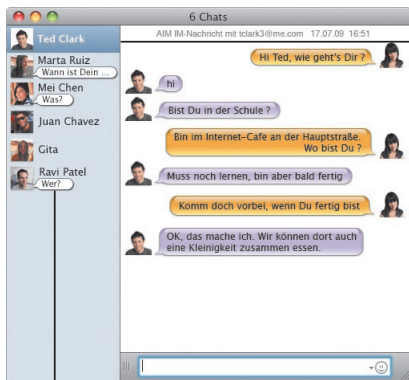 6 Chats
Ted Clark
Marta Ruiz
Wann ist Dein ...
Mei Chen
Was?
Juan Chavez
Gita
Ravi Patel
Wer?
AIM IM-Nachricht mit tclark3@me.com 17.07.09 16:51
Hi Ted, wie geht's Dir ?
hi
Bist Du in der Schule ?
Bin im Internet-Cafe an der Hauptstraße.
Wo bist Du ?
Muss noch lernen, bin aber bald fertig
Komm doch vorbei, wenn Du fertig bist
OK, das mache ich. Wir können dort auch
eine Kleinigkeit zusammen essen.